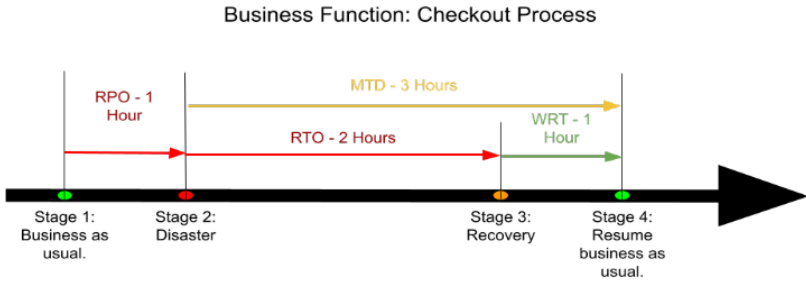 Business Function: Checkout Process
RPO - 1
Hour
MTD - 3 Hours
RTO - 2 Hours
WRT - 1
Hour
Stage 1:
Business as
usual.
Stage 2:
Disaster
Stage 3:
Recovery
Stage 4:
Resume
business as
usual.